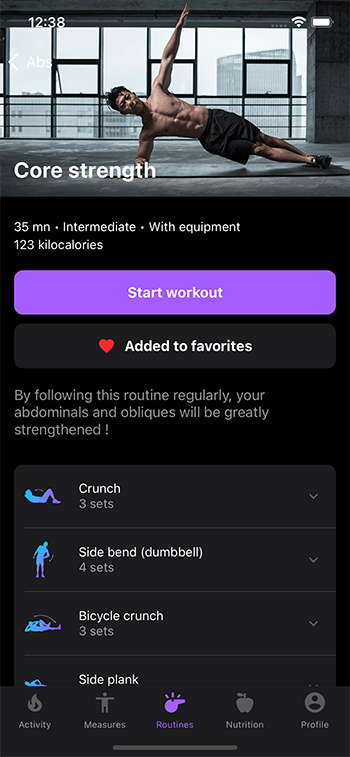 12:38
Abs
Core strength
35 mn • Intermediate • With equipment
123 kilocalories
Start workout
Added to favorites
By following this routine regularly, your
abdominals and obliques will be greatly
strengthened !
Crunch
3 sets
Side bend (dumbbell)
4 sets
Bicycle crunch
3 sets
Side plank
Activity
Measures
Routines
Nutrition
Profile